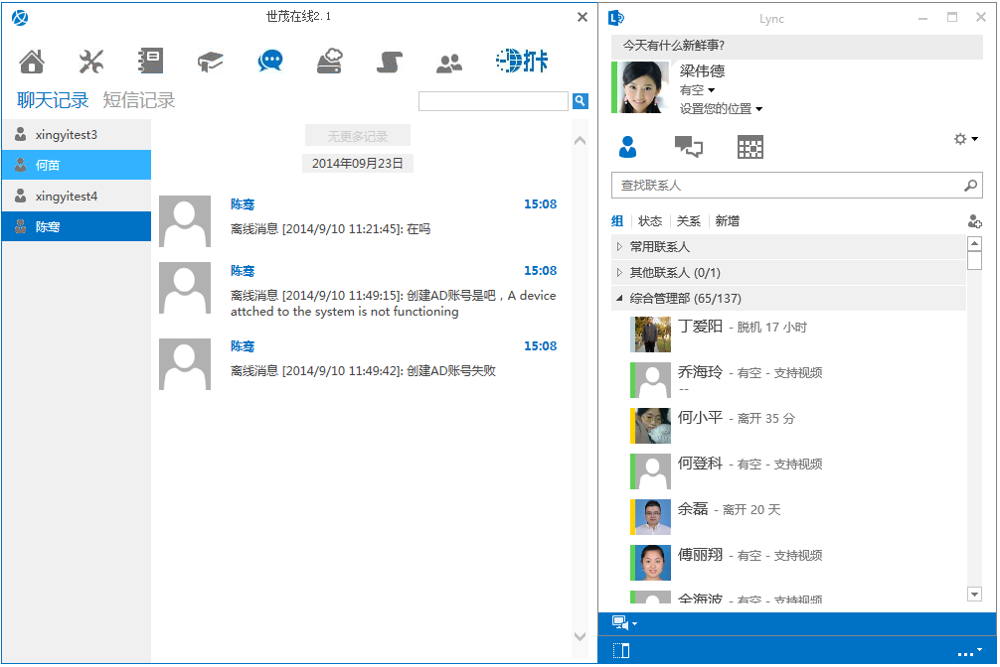 世茂在线2.1
打卡
聊天记录 短信记录
xingyitest3
何苗
xingyitest4
陈骞
无更多记录
2014年09月23日
陈骞 15:08
离线消息 [2014/9/10 11:21:45]: 在吗
陈骞 15:08
离线消息 [2014/9/10 11:49:15]: 创建AD账号是吧，A device
attched to the system is not functioning
陈骞 15:08
离线消息 [2014/9/10 11:49:42]: 创建AD账号失败
Lync
今天有什么新鲜事?
梁伟德
有空
设置您的位置
查找联系人
组 状态 关系 新增
常用联系人
其他联系人 (0/1)
综合管理部 (65/137)
丁爱阳 - 脱机 17 小时
乔海玲 - 有空 - 支持视频
--
何小平 - 离开 35 分
何登科 - 有空 - 支持视频
余磊 - 离开 20 天
傅丽翔 - 有空 - 支持视频
全海波 - 有空 - 支持视频